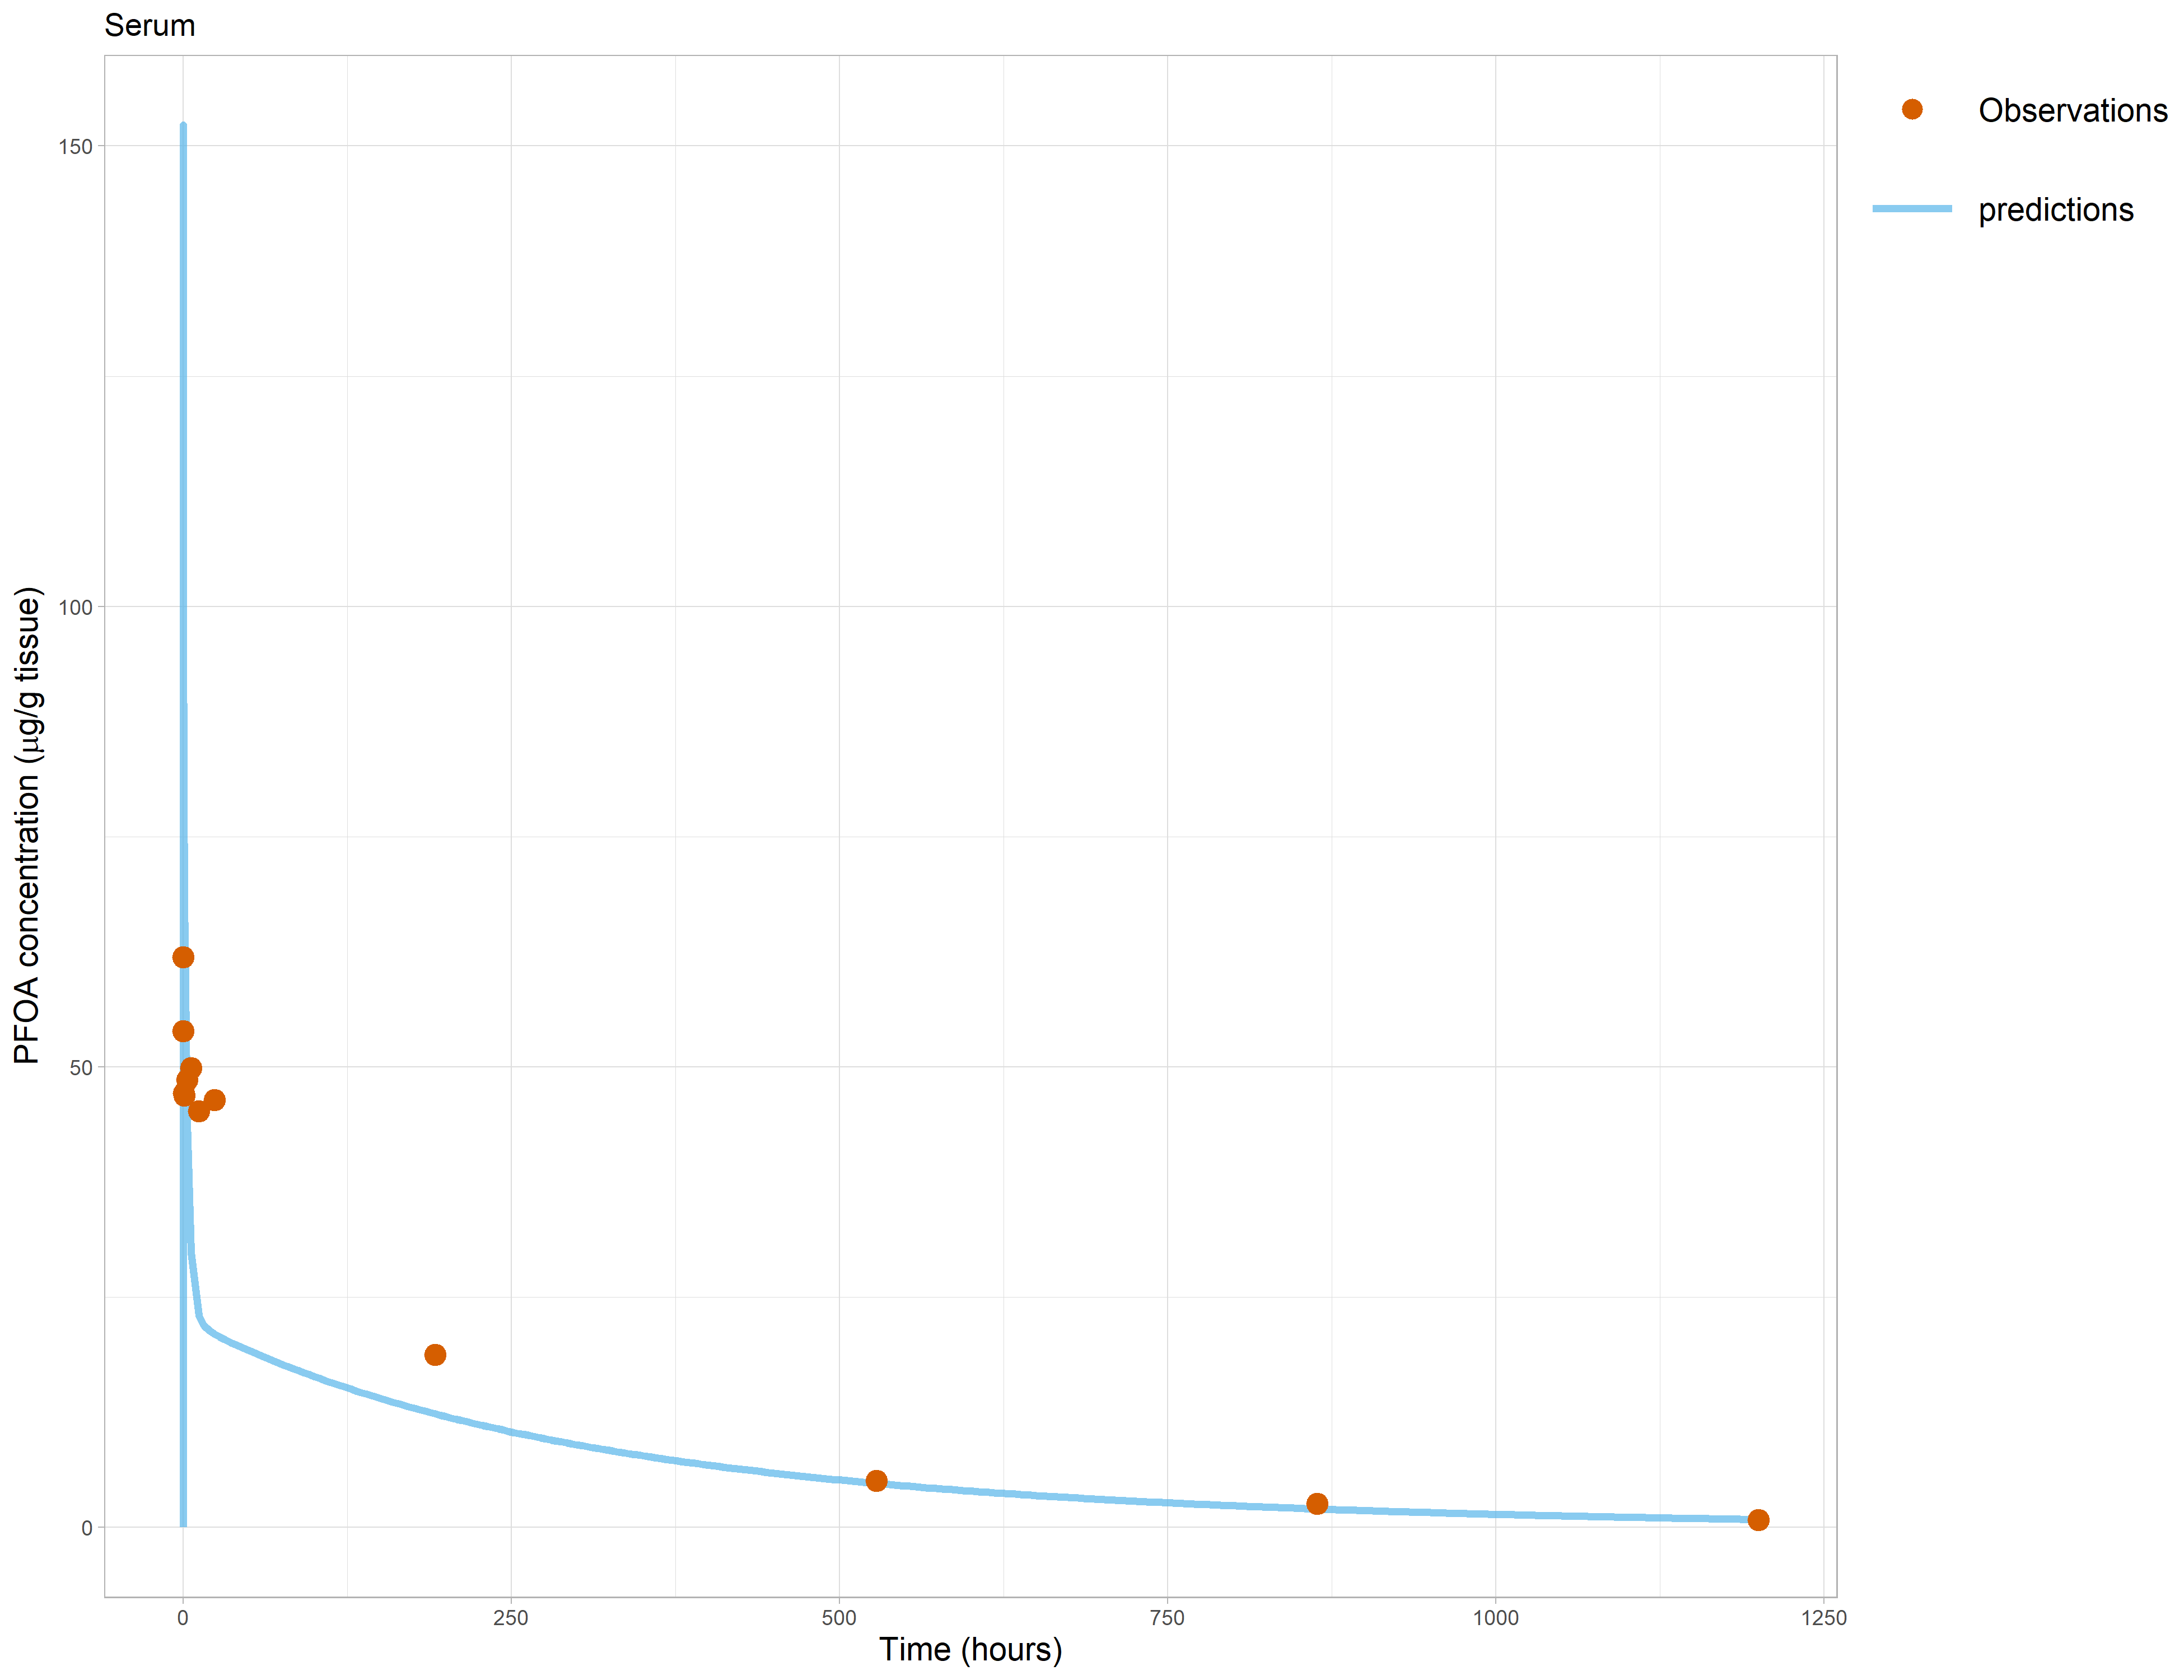 Serum
Observations
predictions
PFOA concentration (μg/g tissue)
150
100
50
0
0 250 500 750 1000 1250
Time (hours)